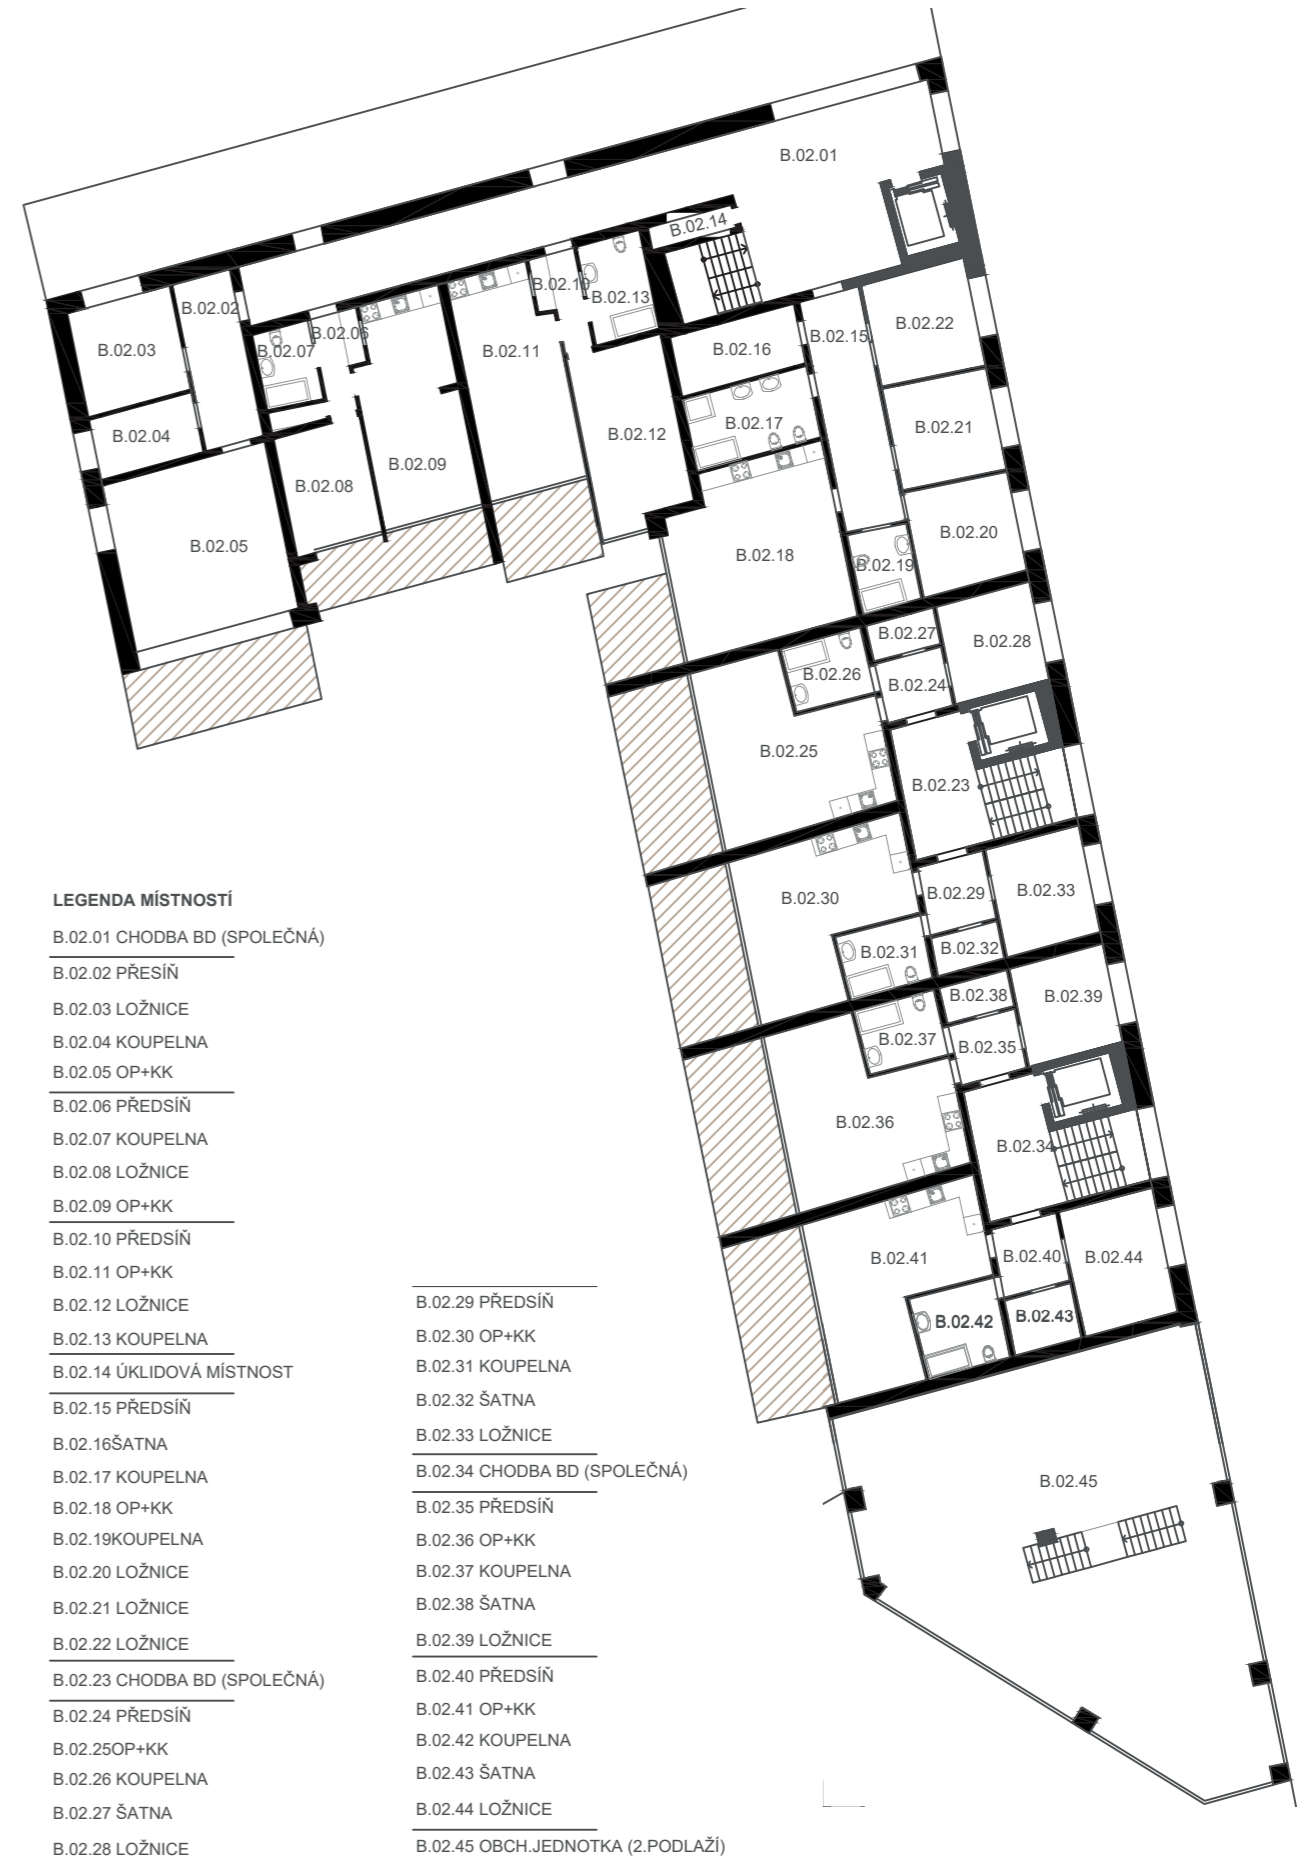 B.02.01
B.02.14
B.02.02
B.02.10
B.02.13
B.02.22
B.02.15
B.02.06
B.02.03
B.02.07
B.02.11
B.02.16
B.02.04
B.02.17
B.02.21
B.02.12
B.02.09
B.02.08
B.02.20
B.02.05
B.02.18
B.02.19
B.02.27
B.02.28
B.02.26
B.02.24
B.02.25
B.02.23
B.02.30
B.02.29
B.02.33
B.02.31
B.02.32
B.02.38
B.02.39
B.02.37
B.02.35
B.02.36
B.02.34
B.02.41
B.02.40
B.02.44
B.02.42
B.02.43
B.02.45
LEGENDA MÍSTNOSTÍ
B.02.01 CHODBA BD (SPOLEČNÁ)
B.02.02 PŘESÍŇ
B.02.03 LOŽNICE
B.02.04 KOUPELNA
B.02.05 OP+KK
B.02.06 PŘEDSÍŇ
B.02.07 KOUPELNA
B.02.08 LOŽNICE
B.02.09 OP+KK
B.02.10 PŘEDSÍŇ
B.02.11 OP+KK
B.02.12 LOŽNICE
B.02.13 KOUPELNA
B.02.14 ÚKLIDOVÁ MÍSTNOST
B.02.15 PŘEDSÍŇ
B.02.16ŠATNA
B.02.17 KOUPELNA
B.02.18 OP+KK
B.02.19KOUPELNA
B.02.20 LOŽNICE
B.02.21 LOŽNICE
B.02.22 LOŽNICE
B.02.23 CHODBA BD (SPOLEČNÁ)
B.02.24 PŘEDSÍŇ
B.02.25OP+KK
B.02.26 KOUPELNA
B.02.27 ŠATNA
B.02.28 LOŽNICE
B.02.29 PŘEDSÍŇ
B.02.30 OP+KK
B.02.31 KOUPELNA
B.02.32 ŠATNA
B.02.33 LOŽNICE
B.02.34 CHODBA BD (SPOLEČNÁ)
B.02.35 PŘEDSÍŇ
B.02.36 OP+KK
B.02.37 KOUPELNA
B.02.38 ŠATNA
B.02.39 LOŽNICE
B.02.40 PŘEDSÍŇ
B.02.41 OP+KK
B.02.42 KOUPELNA
B.02.43 ŠATNA
B.02.44 LOŽNICE
B.02.45 OBCH.JEDNOTKA (2.PODLAŽÍ)